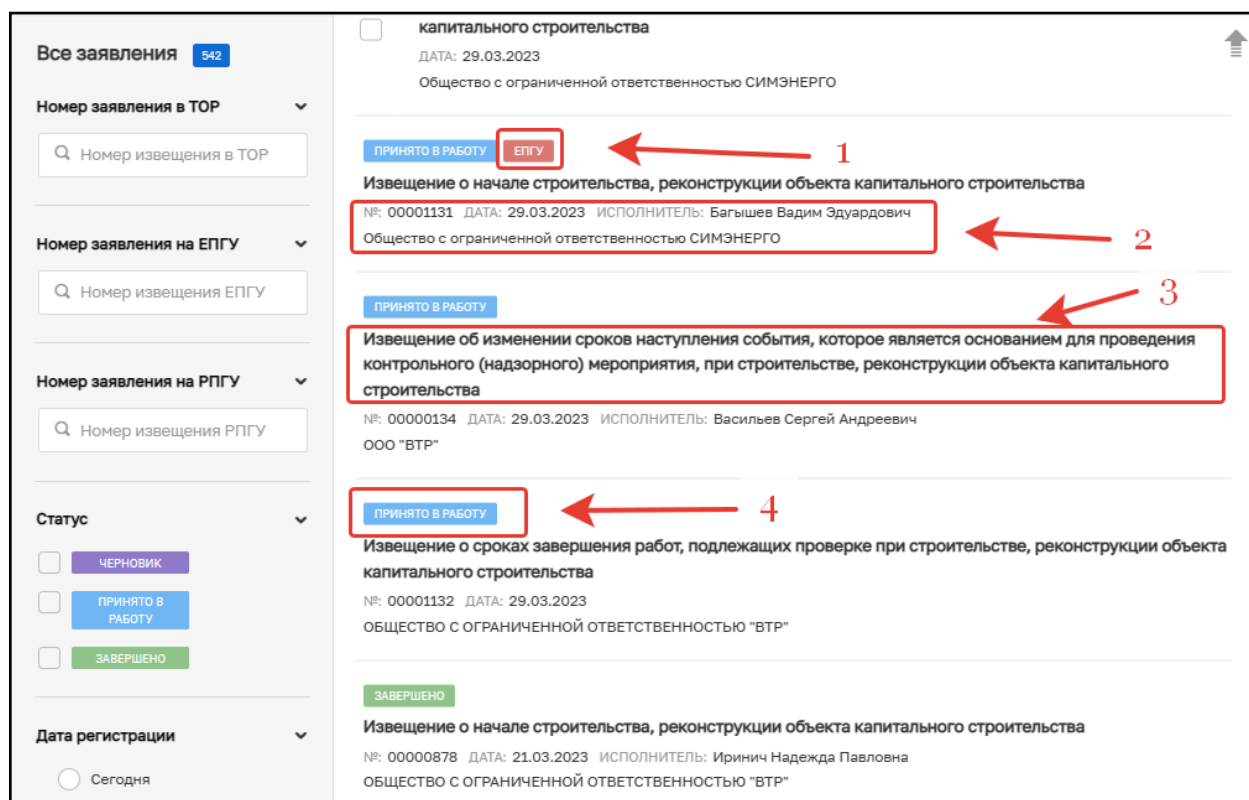 Все заявления 542
Номер заявления в ТОР
Номер извещения в ТОР
Номер заявления на ЕПГУ
Номер извещения ЕПГУ
Номер заявления на РПГУ
Номер извещения РПГУ
Статус
ЧЕРНОВИК
ПРИНЯТО В
РАБОТУ
ЗАВЕРШЕНО
Дата регистрации
Сегодня
капитального строительства
ДАТА: 29.03.2023
Общество с ограниченной ответственностью СИМЭНЕРГО
ПРИНЯТО В РАБОТУ ЕПГУ 1
Извещение о начале строительства, реконструкции объекта капитального строительства
№: 00001131 ДАТА: 29.03.2023 ИСПОЛНИТЕЛЬ: Багышев Вадим Эдуардович
Общество с ограниченной ответственностью СИМЭНЕРГО 2
ПРИНЯТО В РАБОТУ 3
Извещение об изменении сроков наступления события, которое является основанием для проведения
контрольного (надзорного) мероприятия, при строительстве, реконструкции объекта капитального
строительства
№: 00000134 ДАТА: 29.03.2023 ИСПОЛНИТЕЛЬ: Васильев Сергей Андреевич
ООО "ВТР"
ПРИНЯТО В РАБОТУ 4
Извещение о сроках завершения работ, подлежащих проверке при строительстве, реконструкции объекта
капитального строительства
№: 00001132 ДАТА: 29.03.2023
ОБЩЕСТВО С ОГРАНИЧЕННОЙ ОТВЕТСТВЕННОСТЬЮ "ВТР"
ЗАВЕРШЕНО
Извещение о начале строительства, реконструкции объекта капитального строительства
№: 00000878 ДАТА: 21.03.2023 ИСПОЛНИТЕЛЬ: Иринич Надежда Павловна
ОБЩЕСТВО С ОГРАНИЧЕННОЙ ОТВЕТСТВЕННОСТЬЮ "ВТР"